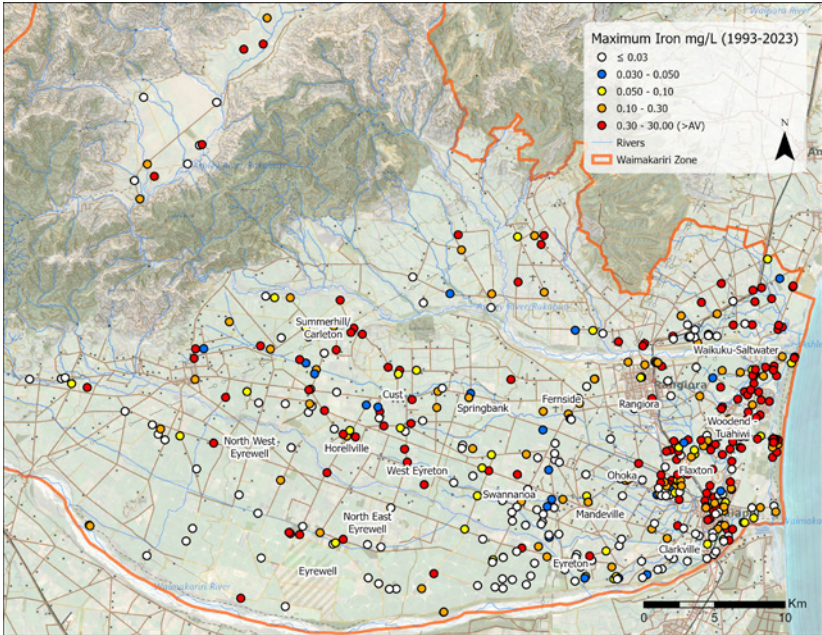 Maximum Iron mg/L (1993-2023)
≤ 0.03
0.030 - 0.050
0.050 - 0.10
0.10 - 0.30
0.30 - 30.00 (>AV)
Rivers
Waimakariri Zone
N
Summerhill/
Carleton
Waikuku-Saltwater
Cust
Springbank
Fernside
Rangiora
Rangiora
Woodend -
Tuahiwi
North West
Eyrewell
Horellville
West Eyreton
Ohoka
Flaxton
Swannanoa
Mandeville
North East
Eyrewell
Clarkville
Eyreton
Eyrewell
Waimakariri River
0 5 10 Km